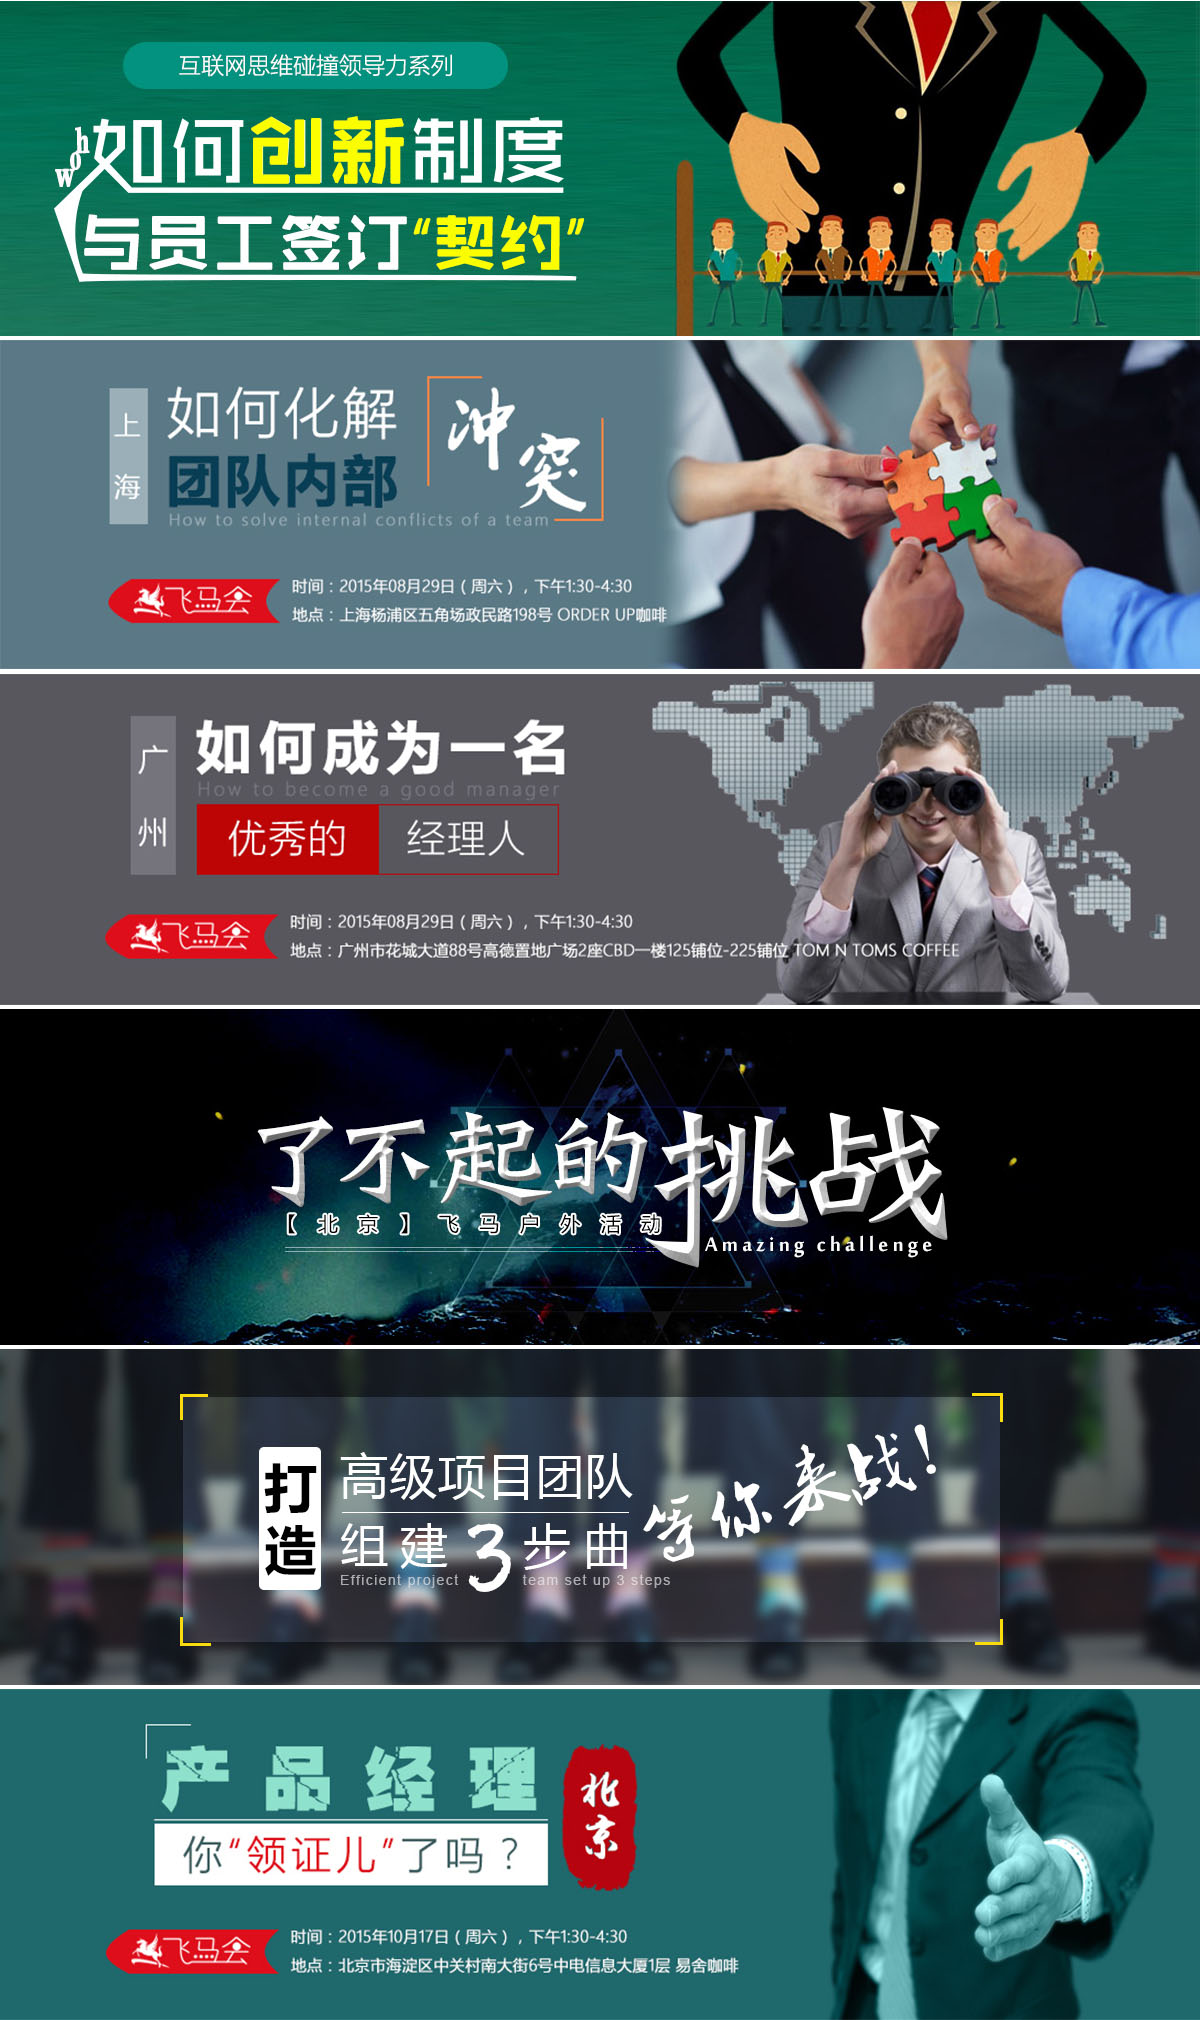 互联网思维碰撞领导力系列
how
如何创新制度
与员工签订“契约”
上海
如何化解
团队内部
冲突
How to solve internal conflicts of a team
飞马会
时间：2015年08月29日（周六），下午1:30-4:30
地点：上海杨浦区五角场政民路198号 ORDER UP咖啡
广州
如何成为一名
How to become a good manager
优秀的 经理人
飞马会
时间：2015年08月29日（周六），下午1:30-4:30
地点：广州市花城大道88号高德置地广场2座CBD一楼125铺位-225铺位 TOM N TOMS COFFEE
了不起的挑战
【北京】飞马户外活动
Amazing challenge
打造
高级项目团队
组建3步曲
Efficient project team set up 3 steps
等你来战！
产品经理
你“领证儿”了吗？
北京
飞马会
时间：2015年10月17日（周六），下午1:30-4:30
地点：北京市海淀区中关村南大街6号中电信息大厦1层 易舍咖啡